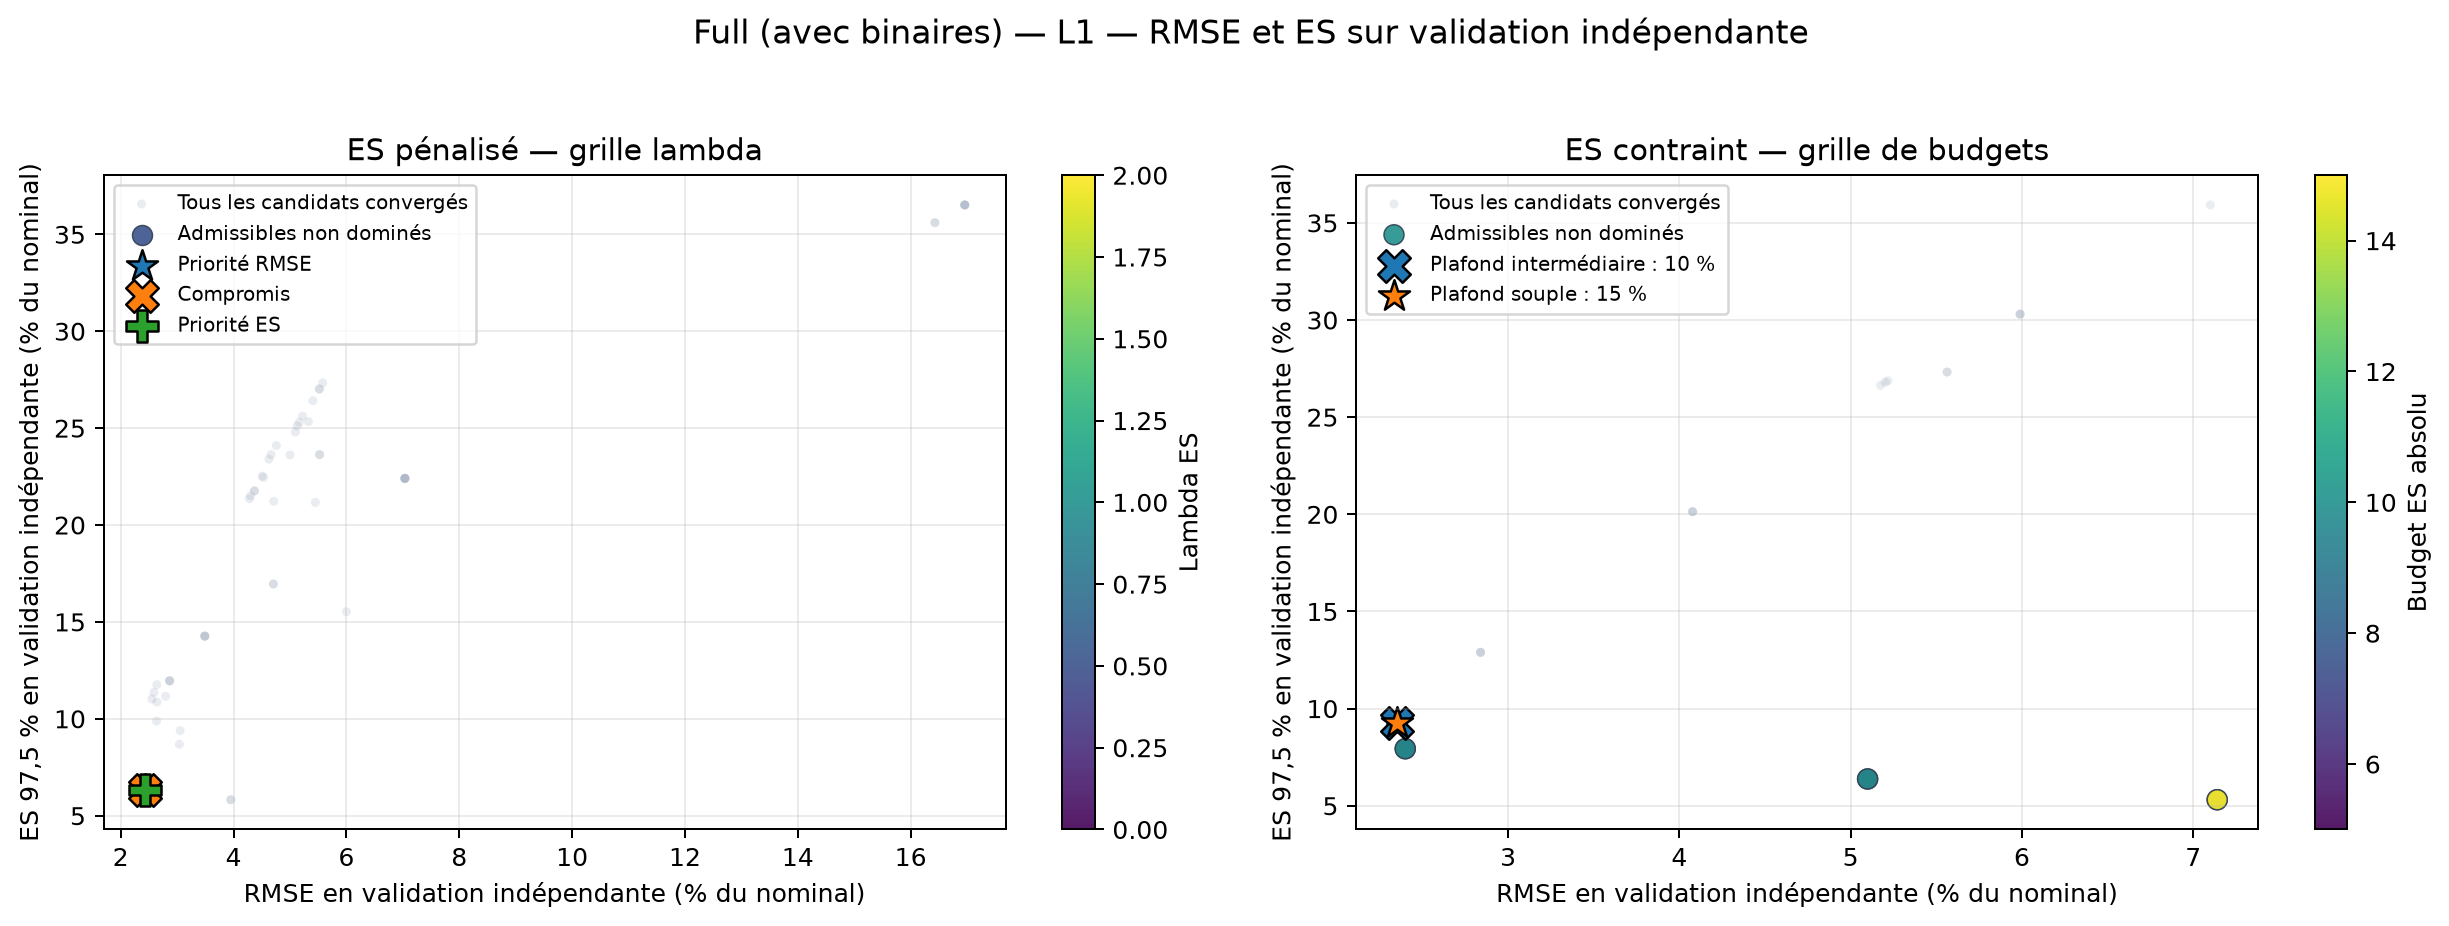 Full (avec binaires) — L1 — RMSE et ES sur validation indépendante
ES pénalisé — grille lambda
ES 97,5 % en validation indépendante (% du nominal)
35
30
25
20
15
10
5
Tous les candidats convergés
Admissibles non dominés
Priorité RMSE
Compromis
Priorité ES
2
4
6
8
10
12
14
16
RMSE en validation indépendante (% du nominal)
2.00
1.75
1.50
1.25
1.00
0.75
0.50
0.25
0.00
Lambda ES
ES contraint — grille de budgets
ES 97,5 % en validation indépendante (% du nominal)
35
30
25
20
15
10
5
Tous les candidats convergés
Admissibles non dominés
Plafond intermédiaire : 10 %
Plafond souple : 15 %
3
4
5
6
7
RMSE en validation indépendante (% du nominal)
14
12
10
8
6
Budget ES absolu